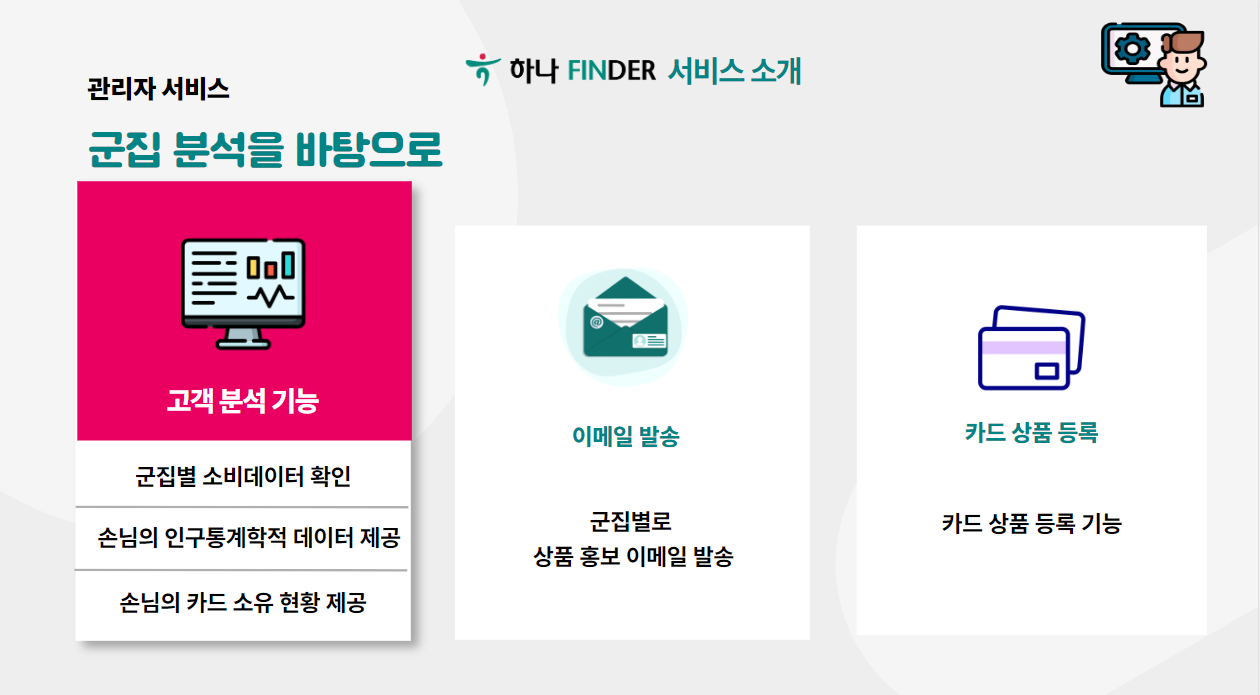 하나 FINDER 서비스 소개
관리자 서비스
군집 분석을 바탕으로
고객 분석 기능
군집별 소비데이터 확인
손님의 인구통계학적 데이터 제공
손님의 카드 소유 현황 제공
@
이메일 발송
군집별로
상품 홍보 이메일 발송
카드 상품 등록
카드 상품 등록 기능